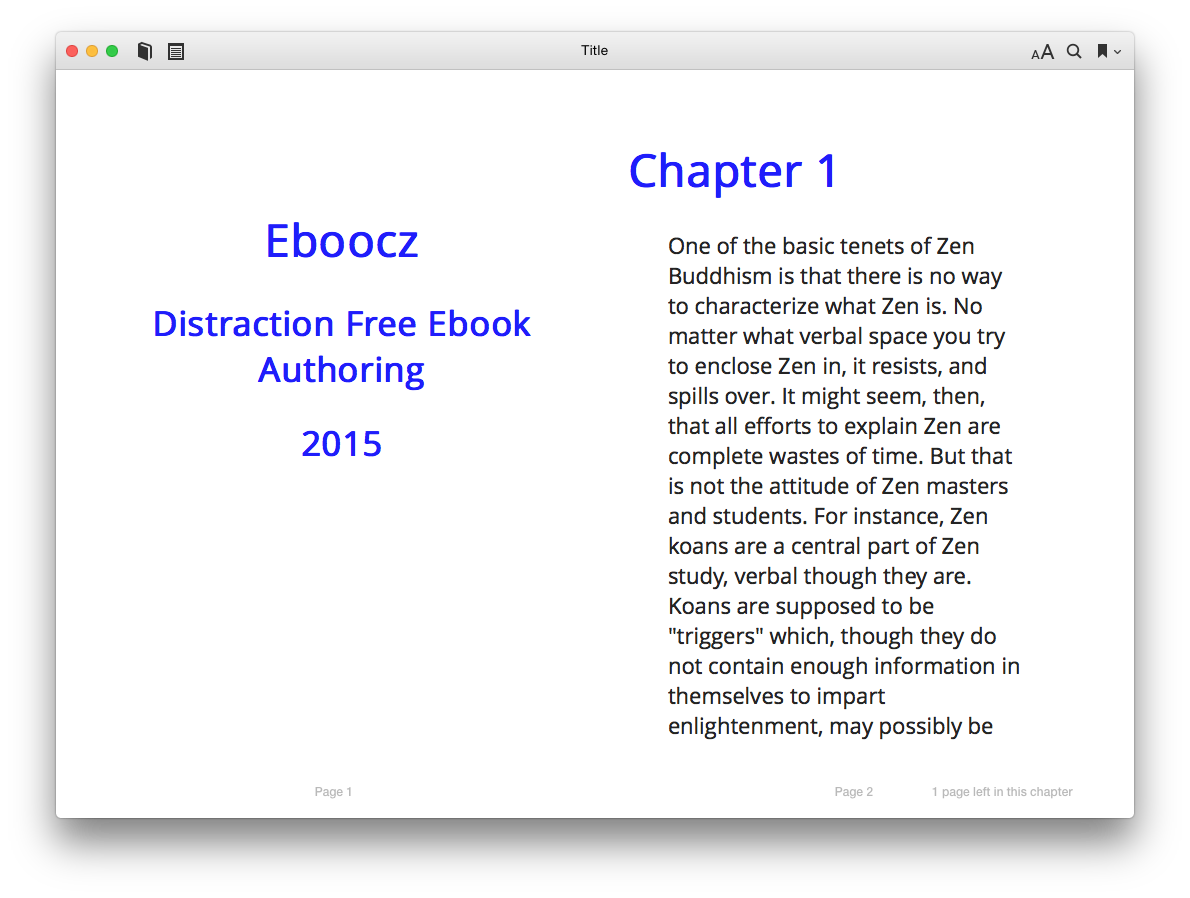 Title
AA
Eboocz
Distraction Free Ebook
Authoring
2015
Page 1
Chapter 1
One of the basic tenets of Zen
Buddhism is that there is no way
to characterize what Zen is. No
matter what verbal space you try
to enclose Zen in, it resists, and
spills over. It might seem, then,
that all efforts to explain Zen are
complete wastes of time. But that
is not the attitude of Zen masters
and students. For instance, Zen
koans are a central part of Zen
study, verbal though they are.
Koans are supposed to be
"triggers" which, though they do
not contain enough information in
themselves to impart
enlightenment, may possibly be
Page 2
1 page left in this chapter